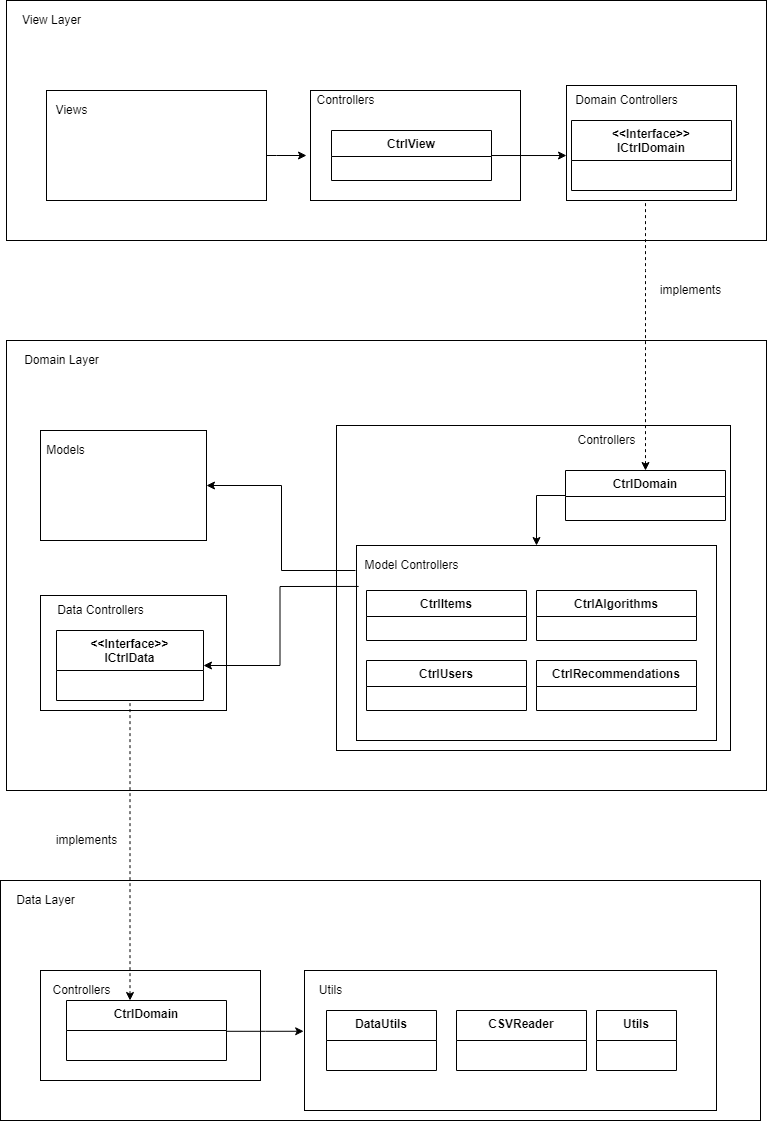 View Layer
Views
Controllers
CtrlView
Domain Controllers
<<Interface>>
ICtrlDomain
implements
Domain Layer
Models
Controllers
CtrlDomain
Model Controllers
CtrlItems
CtrlAlgorithms
CtrlUsers
CtrlRecommendations
Data Controllers
<<Interface>>
ICtrlData
implements
Data Layer
Controllers
CtrlDomain
Utils
DataUtils
CSVReader
Utils